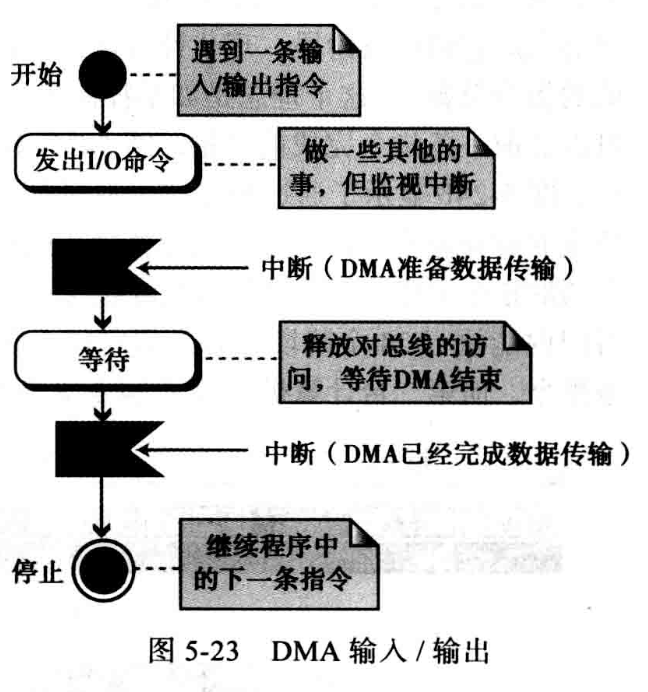 遇到一条输
开始
入/输出指令
发出I/O命令
做一些其他的
事，但监视中断
中断（DMA准备数据传输）
等待
释放对总线的访
问，等待DMA结束
中断（DMA已经完成数据传输）
停止
继续程序中
的下一条指令
图 5-23 DMA 输入 / 输出